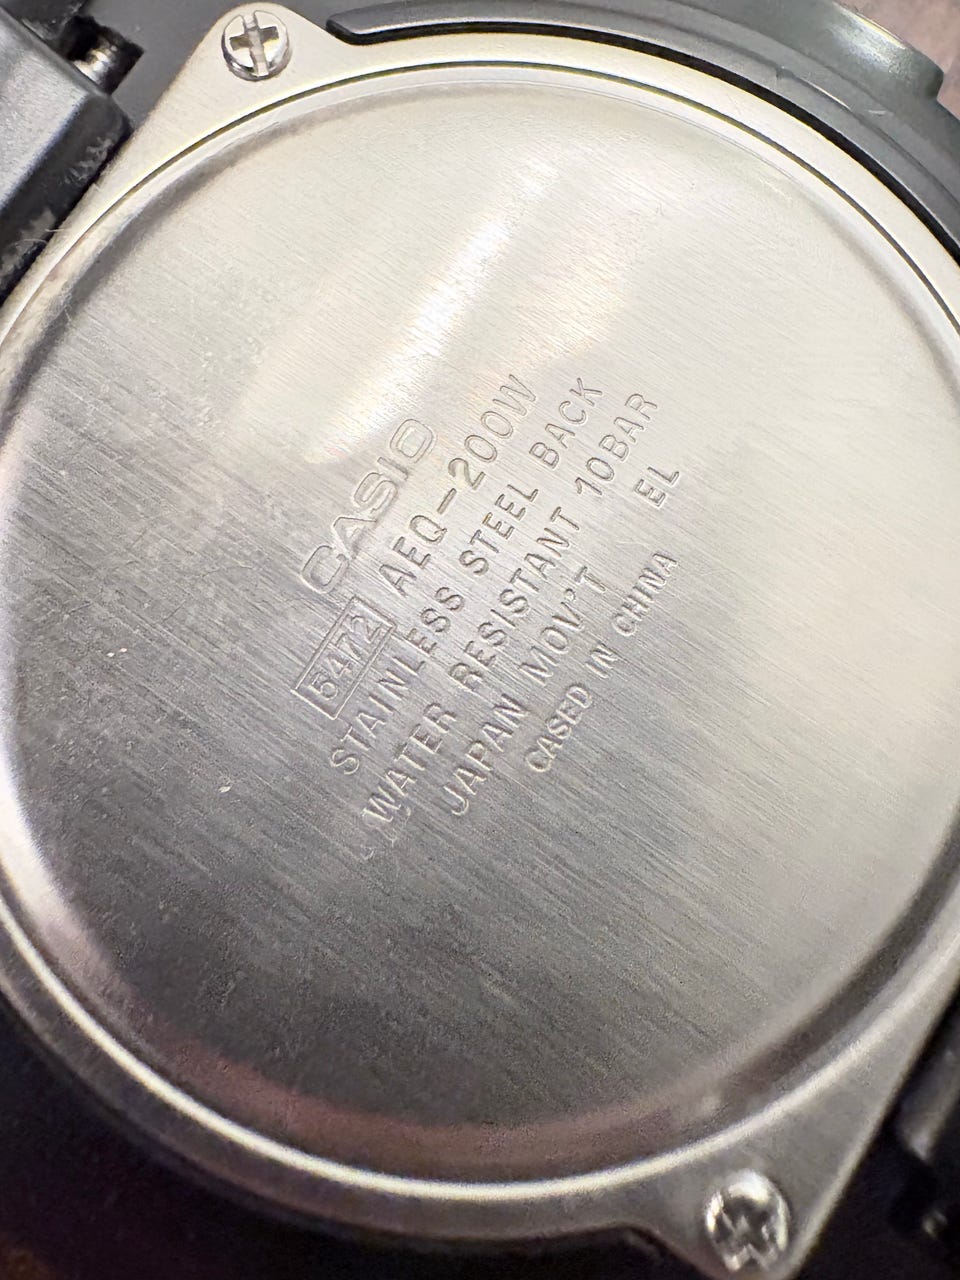 CASIO
5472 AEQ-200W
STAINLESS STEEL BACK
WATER RESISTANT 10BAR
JAPAN MOV'T EL
CASED IN CHINA